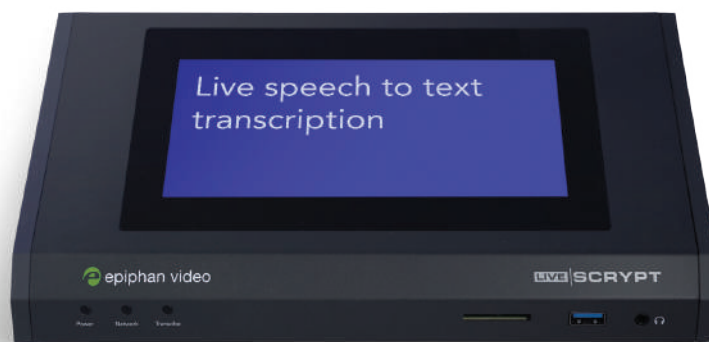 Live speech to text
transcription
epiphan video
LIVE SCRYPT
Power Network Transcribe